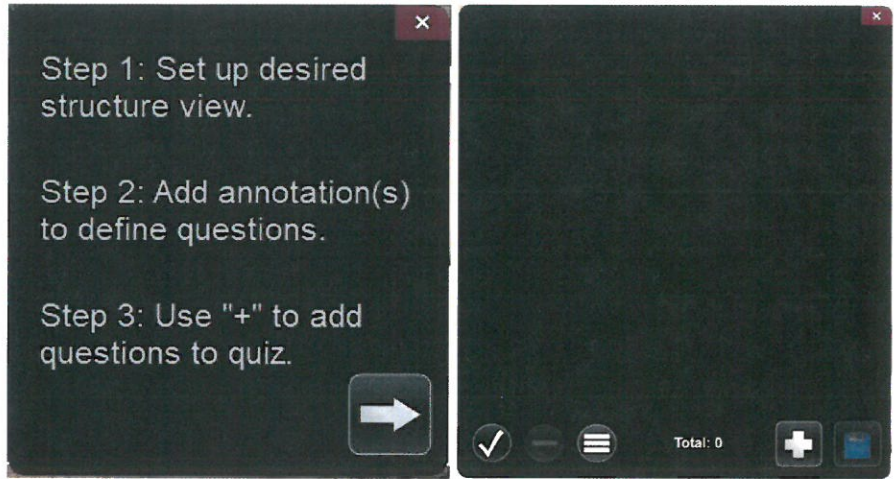 Step 1: Set up desired
structure view.
Step 2: Add annotation(s)
to define questions.
Step 3: Use "+" to add
questions to quiz.
Total: 0